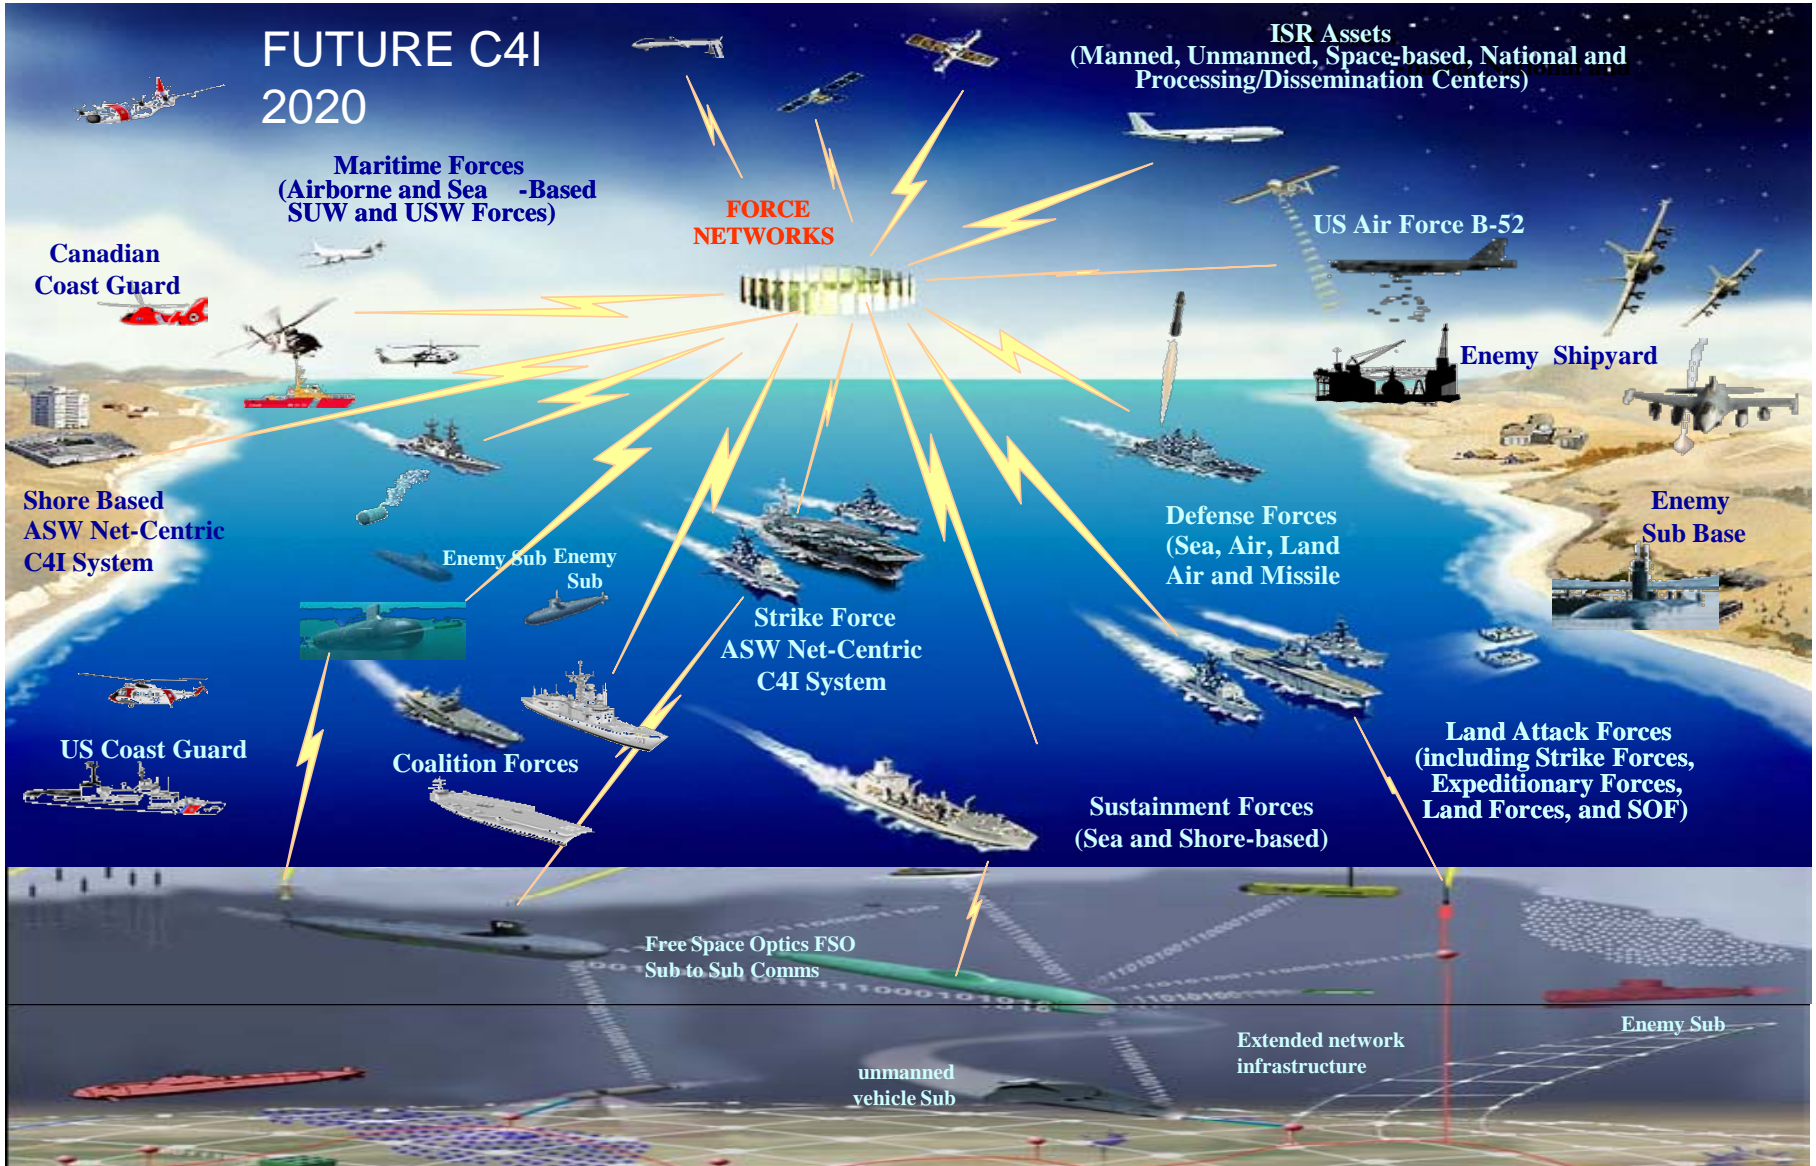 FUTURE C4I
2020
ISR Assets
(Manned, Unmanned, Space-based, National and
Processing/Dissemination Centers)
Maritime Forces
(Airborne and Sea -Based
SUW and USW Forces)
FORCE
NETWORKS
US Air Force B-52
Canadian
Coast Guard
Enemy Shipyard
Shore Based
ASW Net-Centric
C4I System
Enemy Sub
Enemy
Sub
Defense Forces
(Sea, Air, Land
Air and Missile
Enemy
Sub Base
Strike Force
ASW Net-Centric
C4I System
US Coast Guard
Coalition Forces
Sustainment Forces
(Sea and Shore-based)
Land Attack Forces
(including Strike Forces,
Expeditionary Forces,
Land Forces, and SOF)
Free Space Optics FSO
Sub to Sub Comms
Extended network
infrastructure
Enemy Sub
unmanned
vehicle Sub